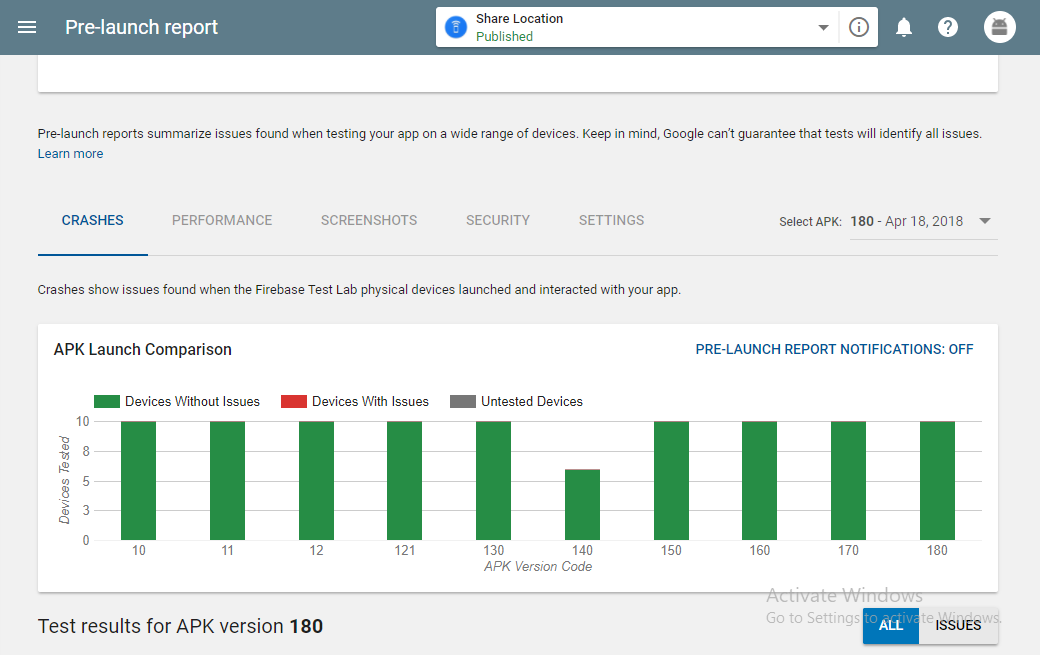 Pre-launch report
Share Location
Published
Pre-launch reports summarize issues found when testing your app on a wide range of devices. Keep in mind, Google can't guarantee that tests will identify all issues.
Learn more
CRASHES PERFORMANCE SCREENSHOTS SECURITY SETTINGS Select APK: 180 - Apr 18, 2018
Crashes show issues found when the Firebase Test Lab physical devices launched and interacted with your app.
APK Launch Comparison PRE-LAUNCH REPORT NOTIFICATIONS: OFF
Devices Without Issues Devices With Issues Untested Devices
Devices Tested
10
8
5
3
0
10 11 12 121 130 140 150 160 170 180
APK Version Code
Activate Windows
Go to Settings to activate Windows.
Test results for APK version 180
ALL ISSUES